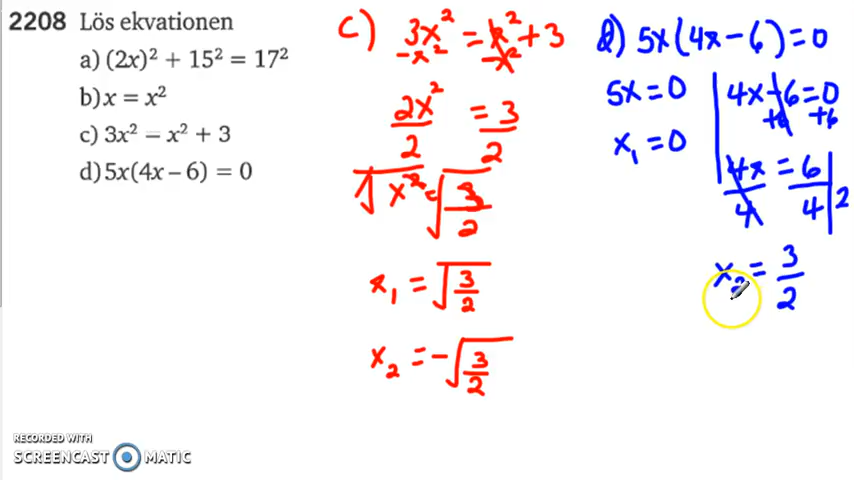 2208 Lös ekvationen
a) (2x)² + 15² = 17²
b) x = x²
c) 3x² – x² + 3
d) 5x(4x – 6) = 0
c) 3x² = x² + 3
-x² -x²
2x² = 3
2 2
√x² = √3/2
x₁ = √3/2
x₂ = -√3/2
d) 5x(4x - 6) = 0
5x = 0 | 4x - 6 = 0
+6 +6
x₁ = 0
4x = 6
4 4 | 2
x₂ = 3/2
RECORDED WITH
SCREENCAST MATIC